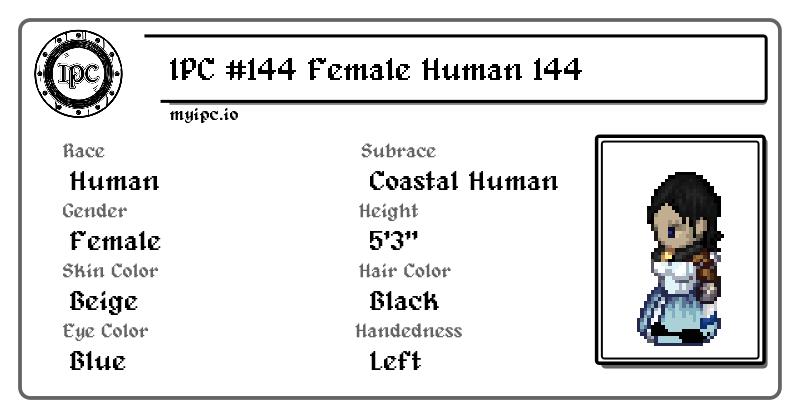 IPC
IPC #144 Female Human 144
myipc.io
Race
Human
Subrace
Coastal Human
Gender
Female
Height
5'3"
Skin Color
Beige
Hair Color
Black
Eye Color
Blue
Handedness
Left